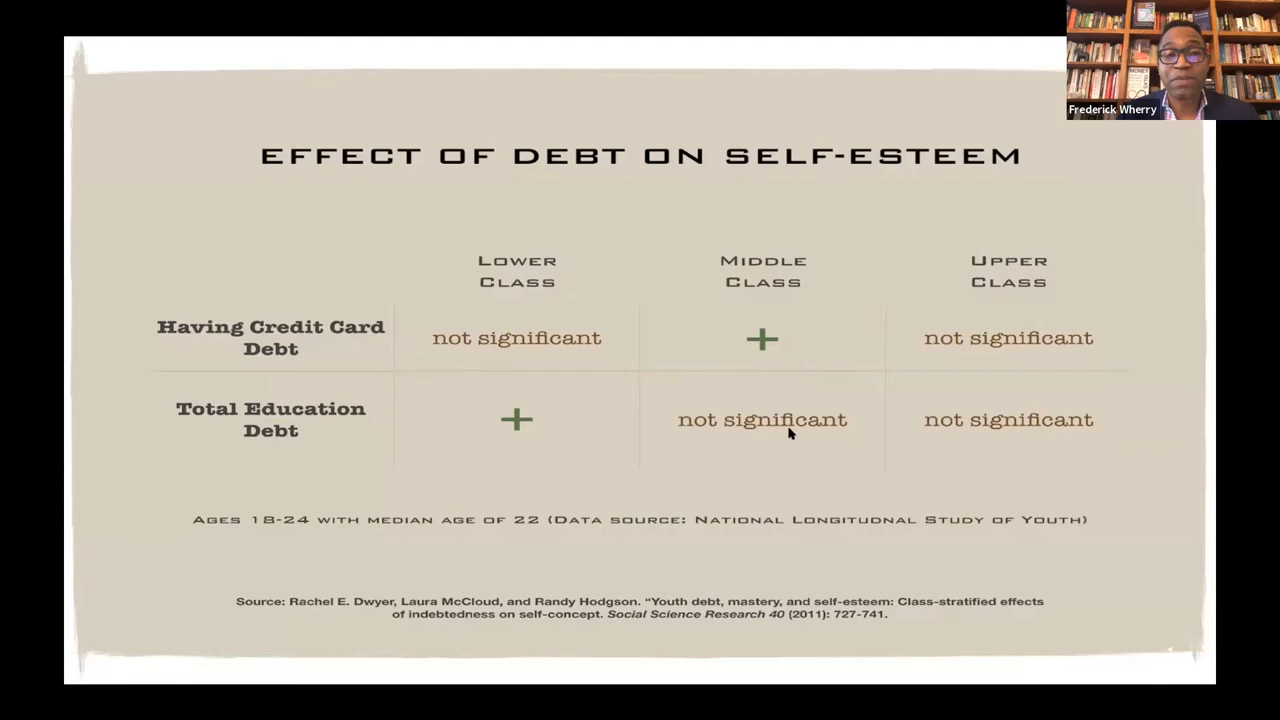 Frederick Wherry
EFFECT OF DEBT ON SELF-ESTEEM
LOWER CLASS
MIDDLE CLASS
UPPER CLASS
Having Credit Card Debt
not significant
+
not significant
Total Education Debt
+
not significant
not significant
AGES 18-24 WITH MEDIAN AGE OF 22 (DATA SOURCE: NATIONAL LONGITUDNAL STUDY OF YOUTH)
Source: Rachel E. Dwyer, Laura McCloud, and Randy Hodgson. “Youth debt, mastery, and self-esteem: Class-stratified effects
of indebtedness on self-concept. Social Science Research 40 (2011): 727-741.